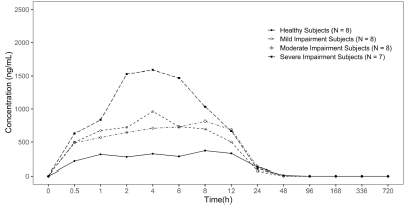 2500
2000
1500
1000
500
0
Concentration (ng/mL)
Healthy Subjects (N = 8)
Mild Impairment Subjects (N = 8)
Moderate Impairment Subjects (N = 8)
Severe Impairment Subjects (N = 7)
0 0.5 1 2 4 6 8 12 24 48 96 168 336 720
Time(h)